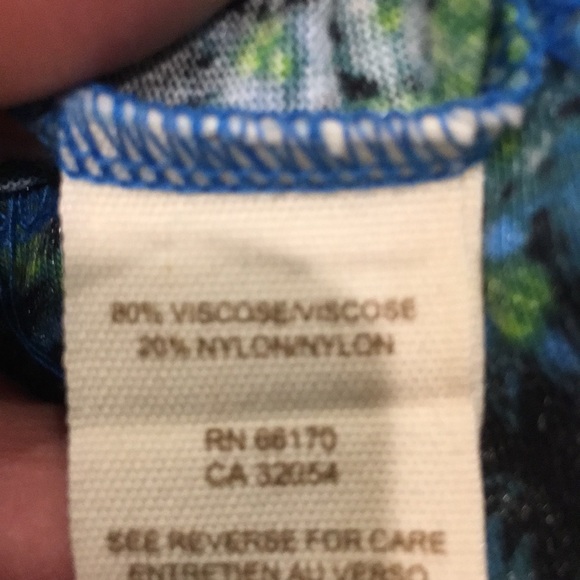 80% VISCOSE/VISCOSE
20% NYLON/NYLON
RN 66170
CA 32054
SEE REVERSE FOR CARE
ENTRETIEN AU VERSO